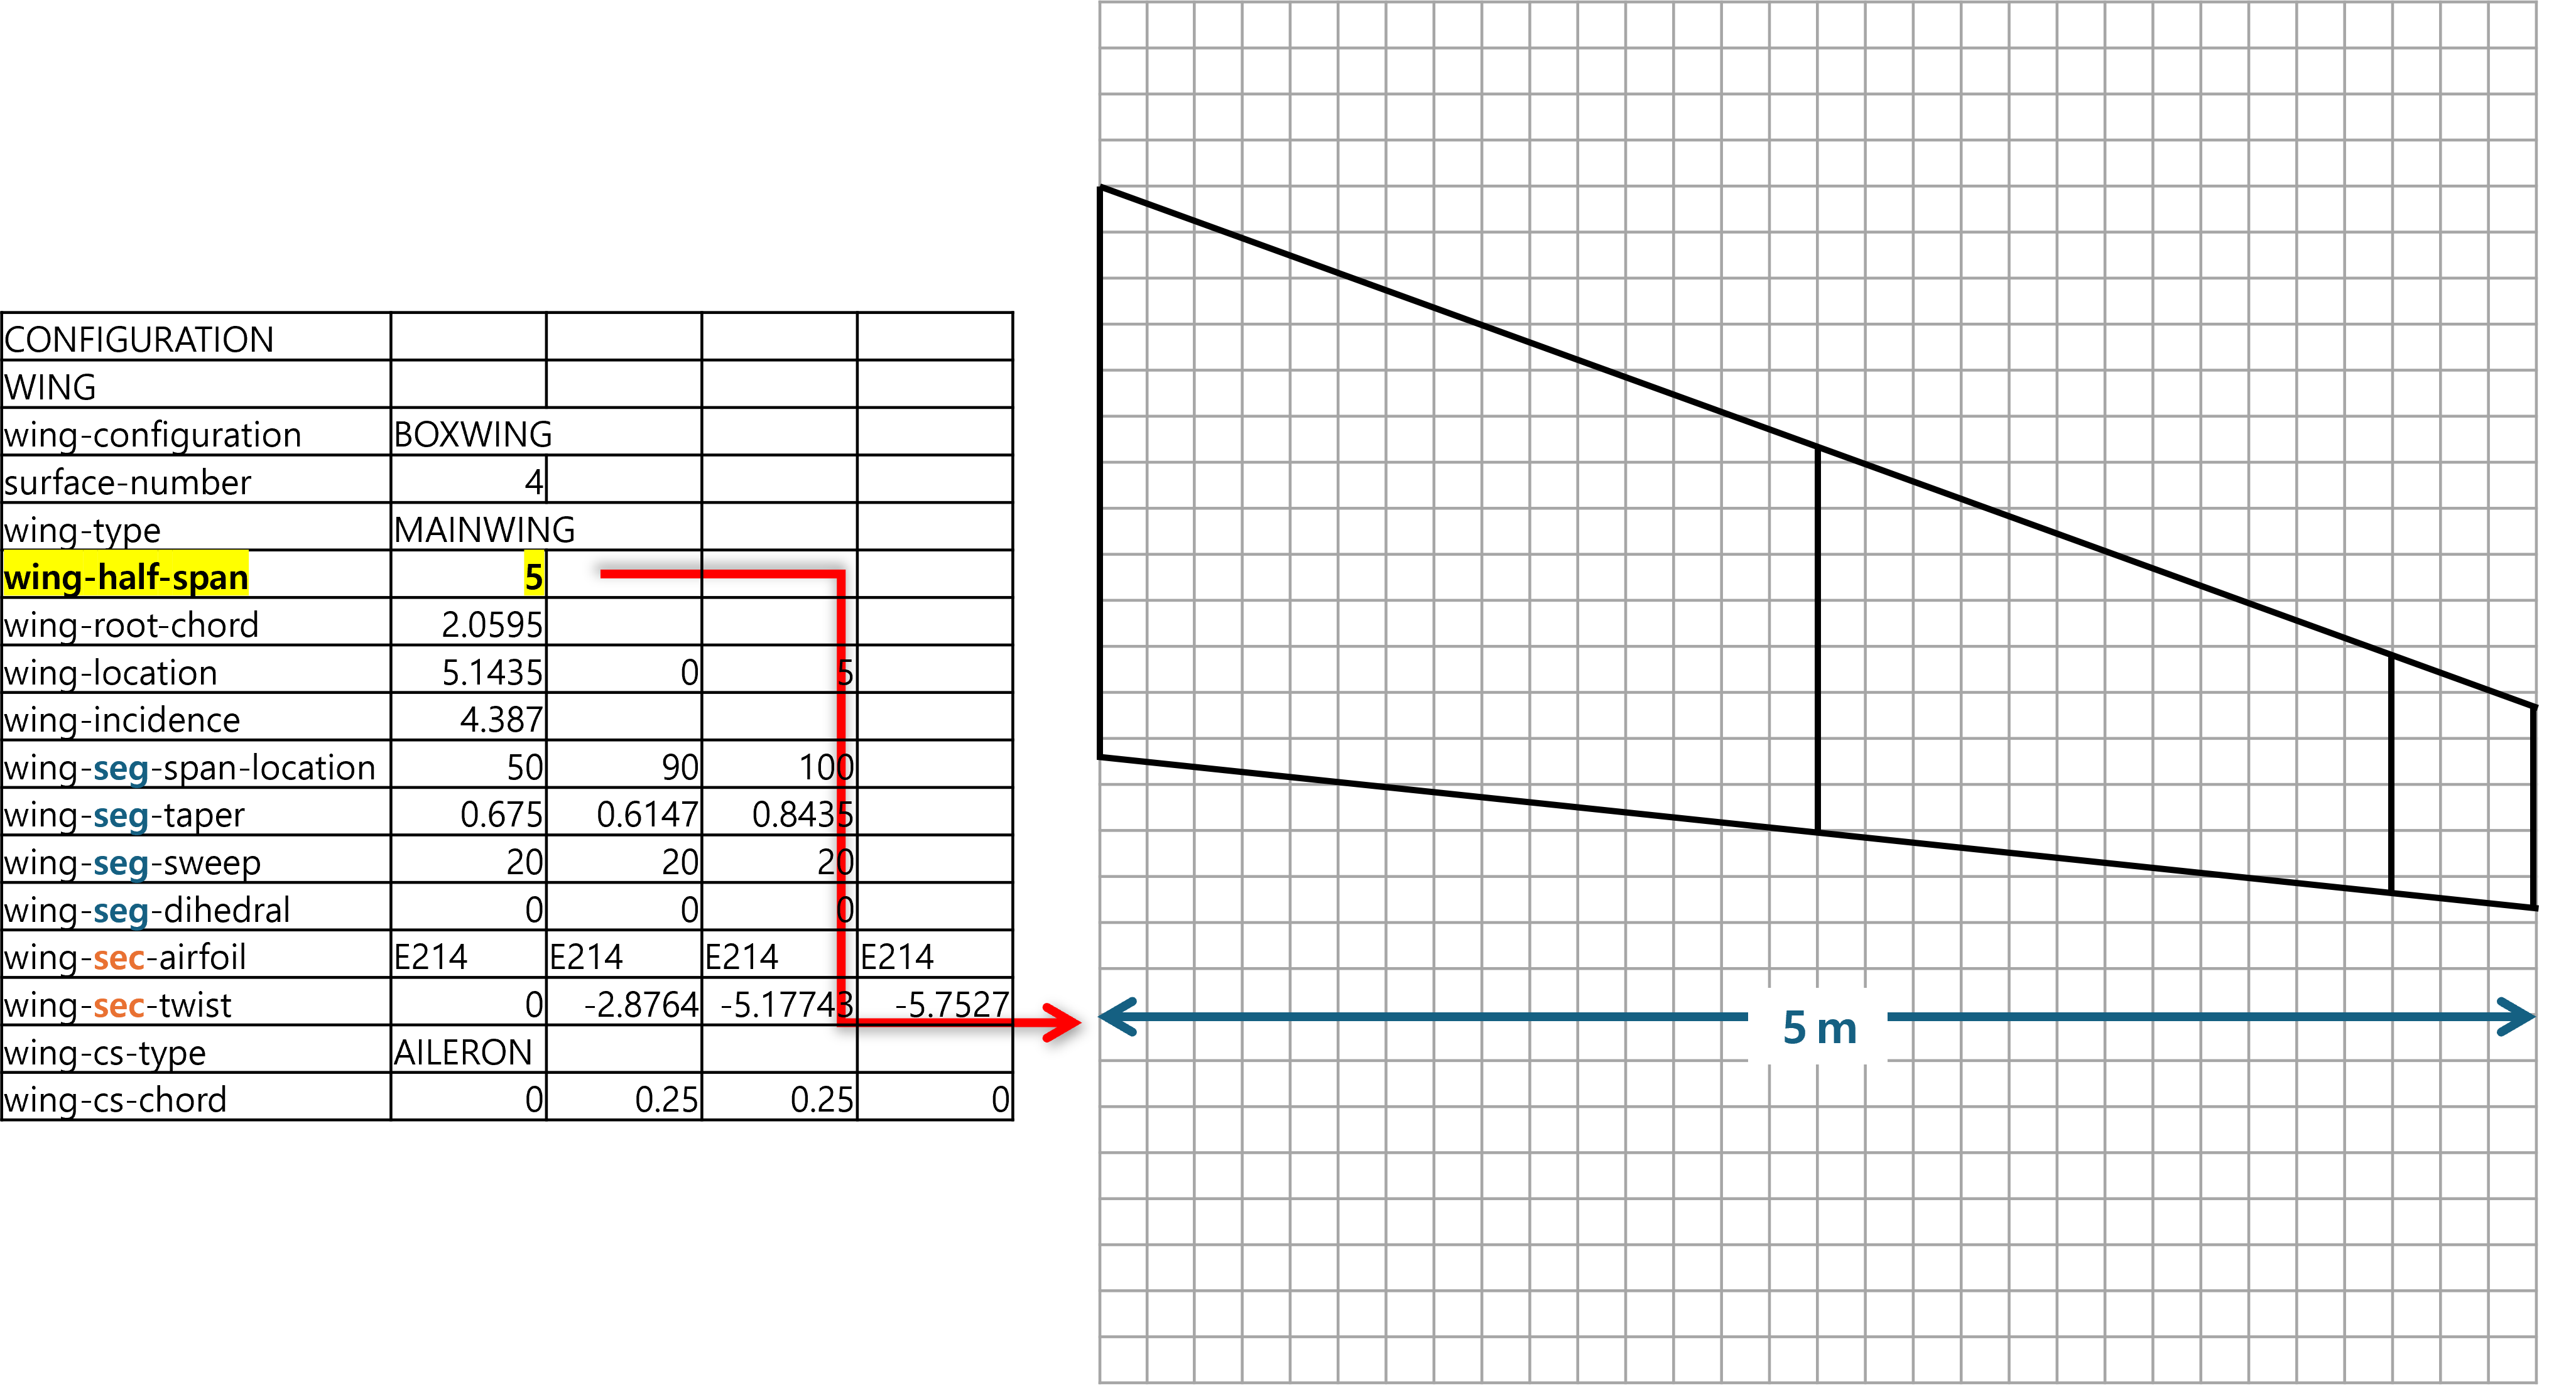 CONFIGURATION
WING
wing-configuration BOXWING
surface-number 4
wing-type MAINWING
wing-half-span 5
wing-root-chord 2.0595
wing-location 5.1435 0 5
wing-incidence 4.387
wing-seg-span-location 50 90 100
wing-seg-taper 0.675 0.6147 0.8435
wing-seg-sweep 20 20 20
wing-seg-dihedral 0 0 0
wing-sec-airfoil E214 E214 E214 E214
wing-sec-twist 0 -2.8764 -5.17743 -5.7527
wing-cs-type AILERON
wing-cs-chord 0 0.25 0.25 0
5 m